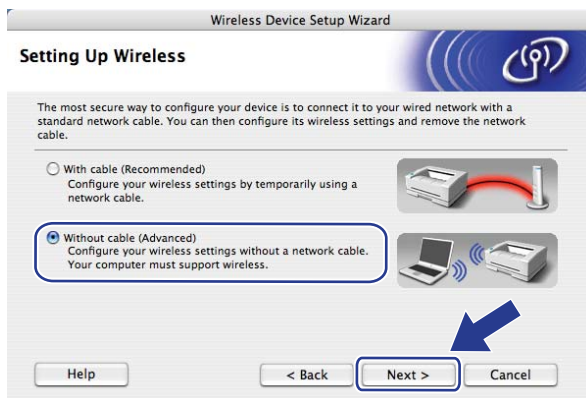 Wireless Device Setup Wizard
Setting Up Wireless
The most secure way to configure your device is to connect it to your wired network with a
standard network cable. You can then configure its wireless settings and remove the network
cable.
With cable (Recommended)
Configure your wireless settings by temporarily using a
network cable.
Without cable (Advanced)
Configure your wireless settings without a network cable.
Your computer must support wireless.
Help
< Back
Next >
Cancel